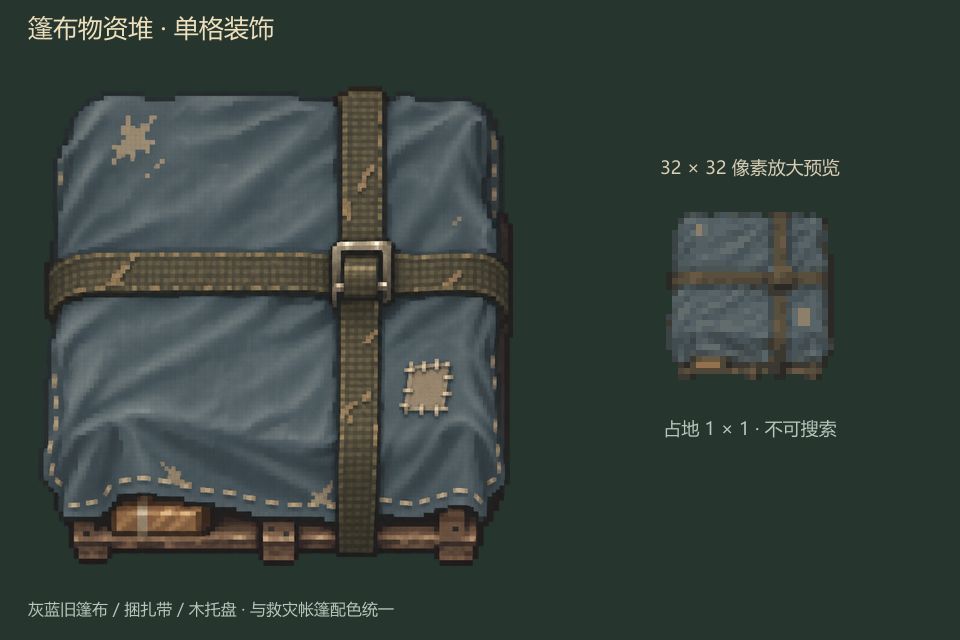 篷布物资堆 · 单格装饰
32 × 32 像素放大预览
占地 1 × 1 · 不可搜索
灰蓝旧篷布 / 捆扎带 / 木托盘 · 与救灾帐篷配色统一